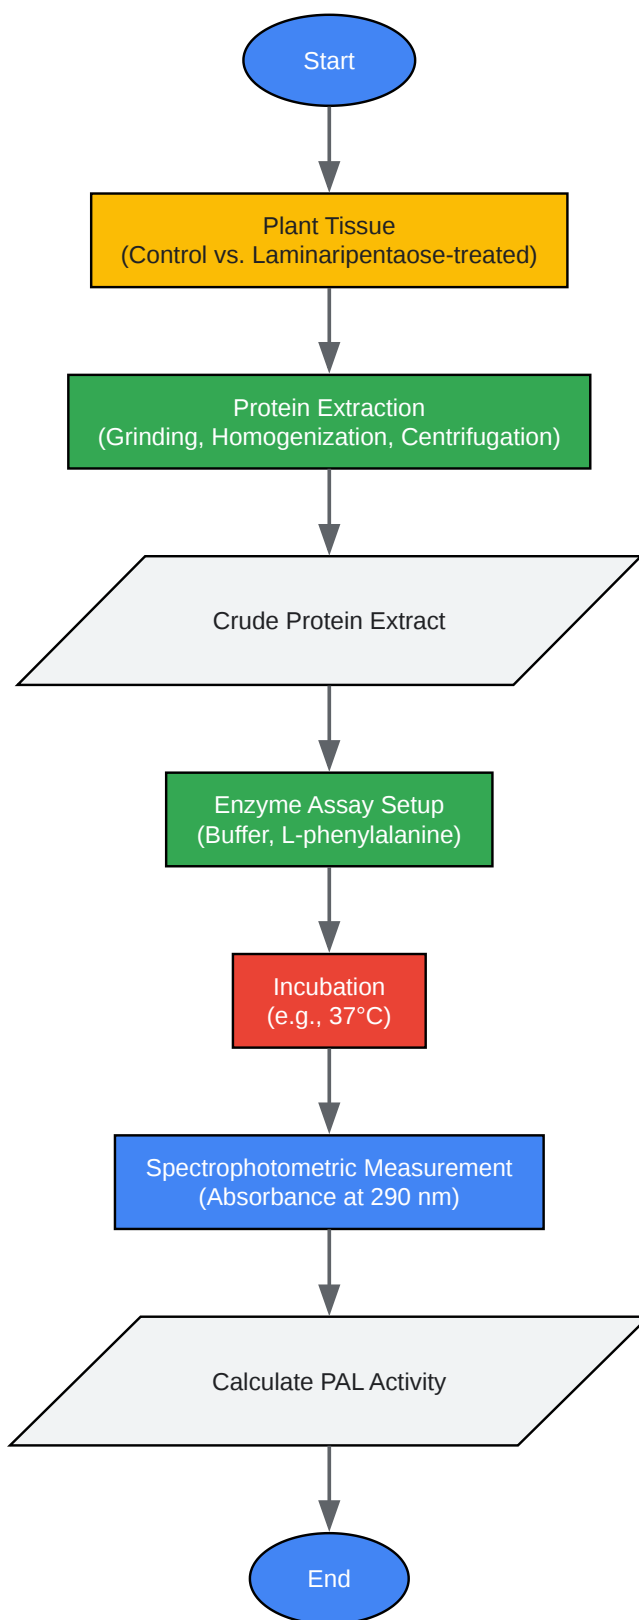 Start
Plant Tissue
(Control vs. Laminaripentaose-treated)
Protein Extraction
(Grinding, Homogenization, Centrifugation)
Crude Protein Extract
Enzyme Assay Setup
(Buffer, L-phenylalanine)
Incubation
(e.g., 37°C)
Spectrophotometric Measurement
(Absorbance at 290 nm)
Calculate PAL Activity
End